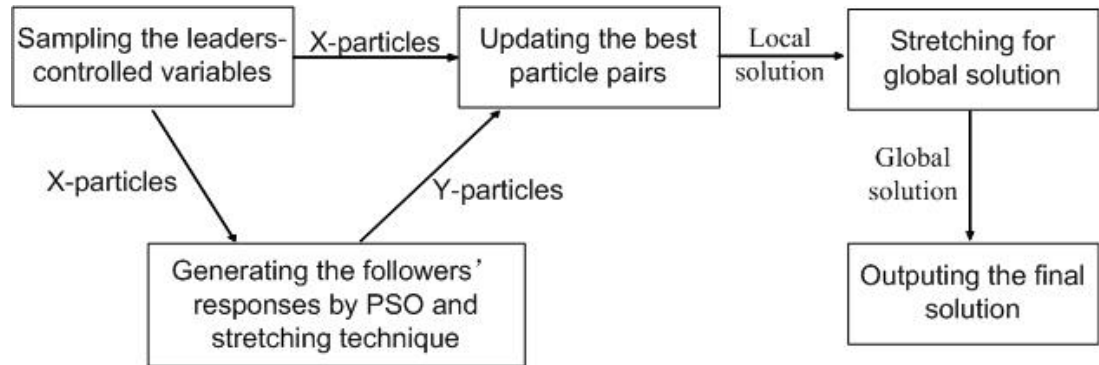 Sampling the leaders-
controlled variables
X-particles
Updating the best
particle pairs
Local
solution
Stretching for
global solution
X-particles
Y-particles
Global
solution
Generating the followers’
responses by PSO and
stretching technique
Outputing the final
solution